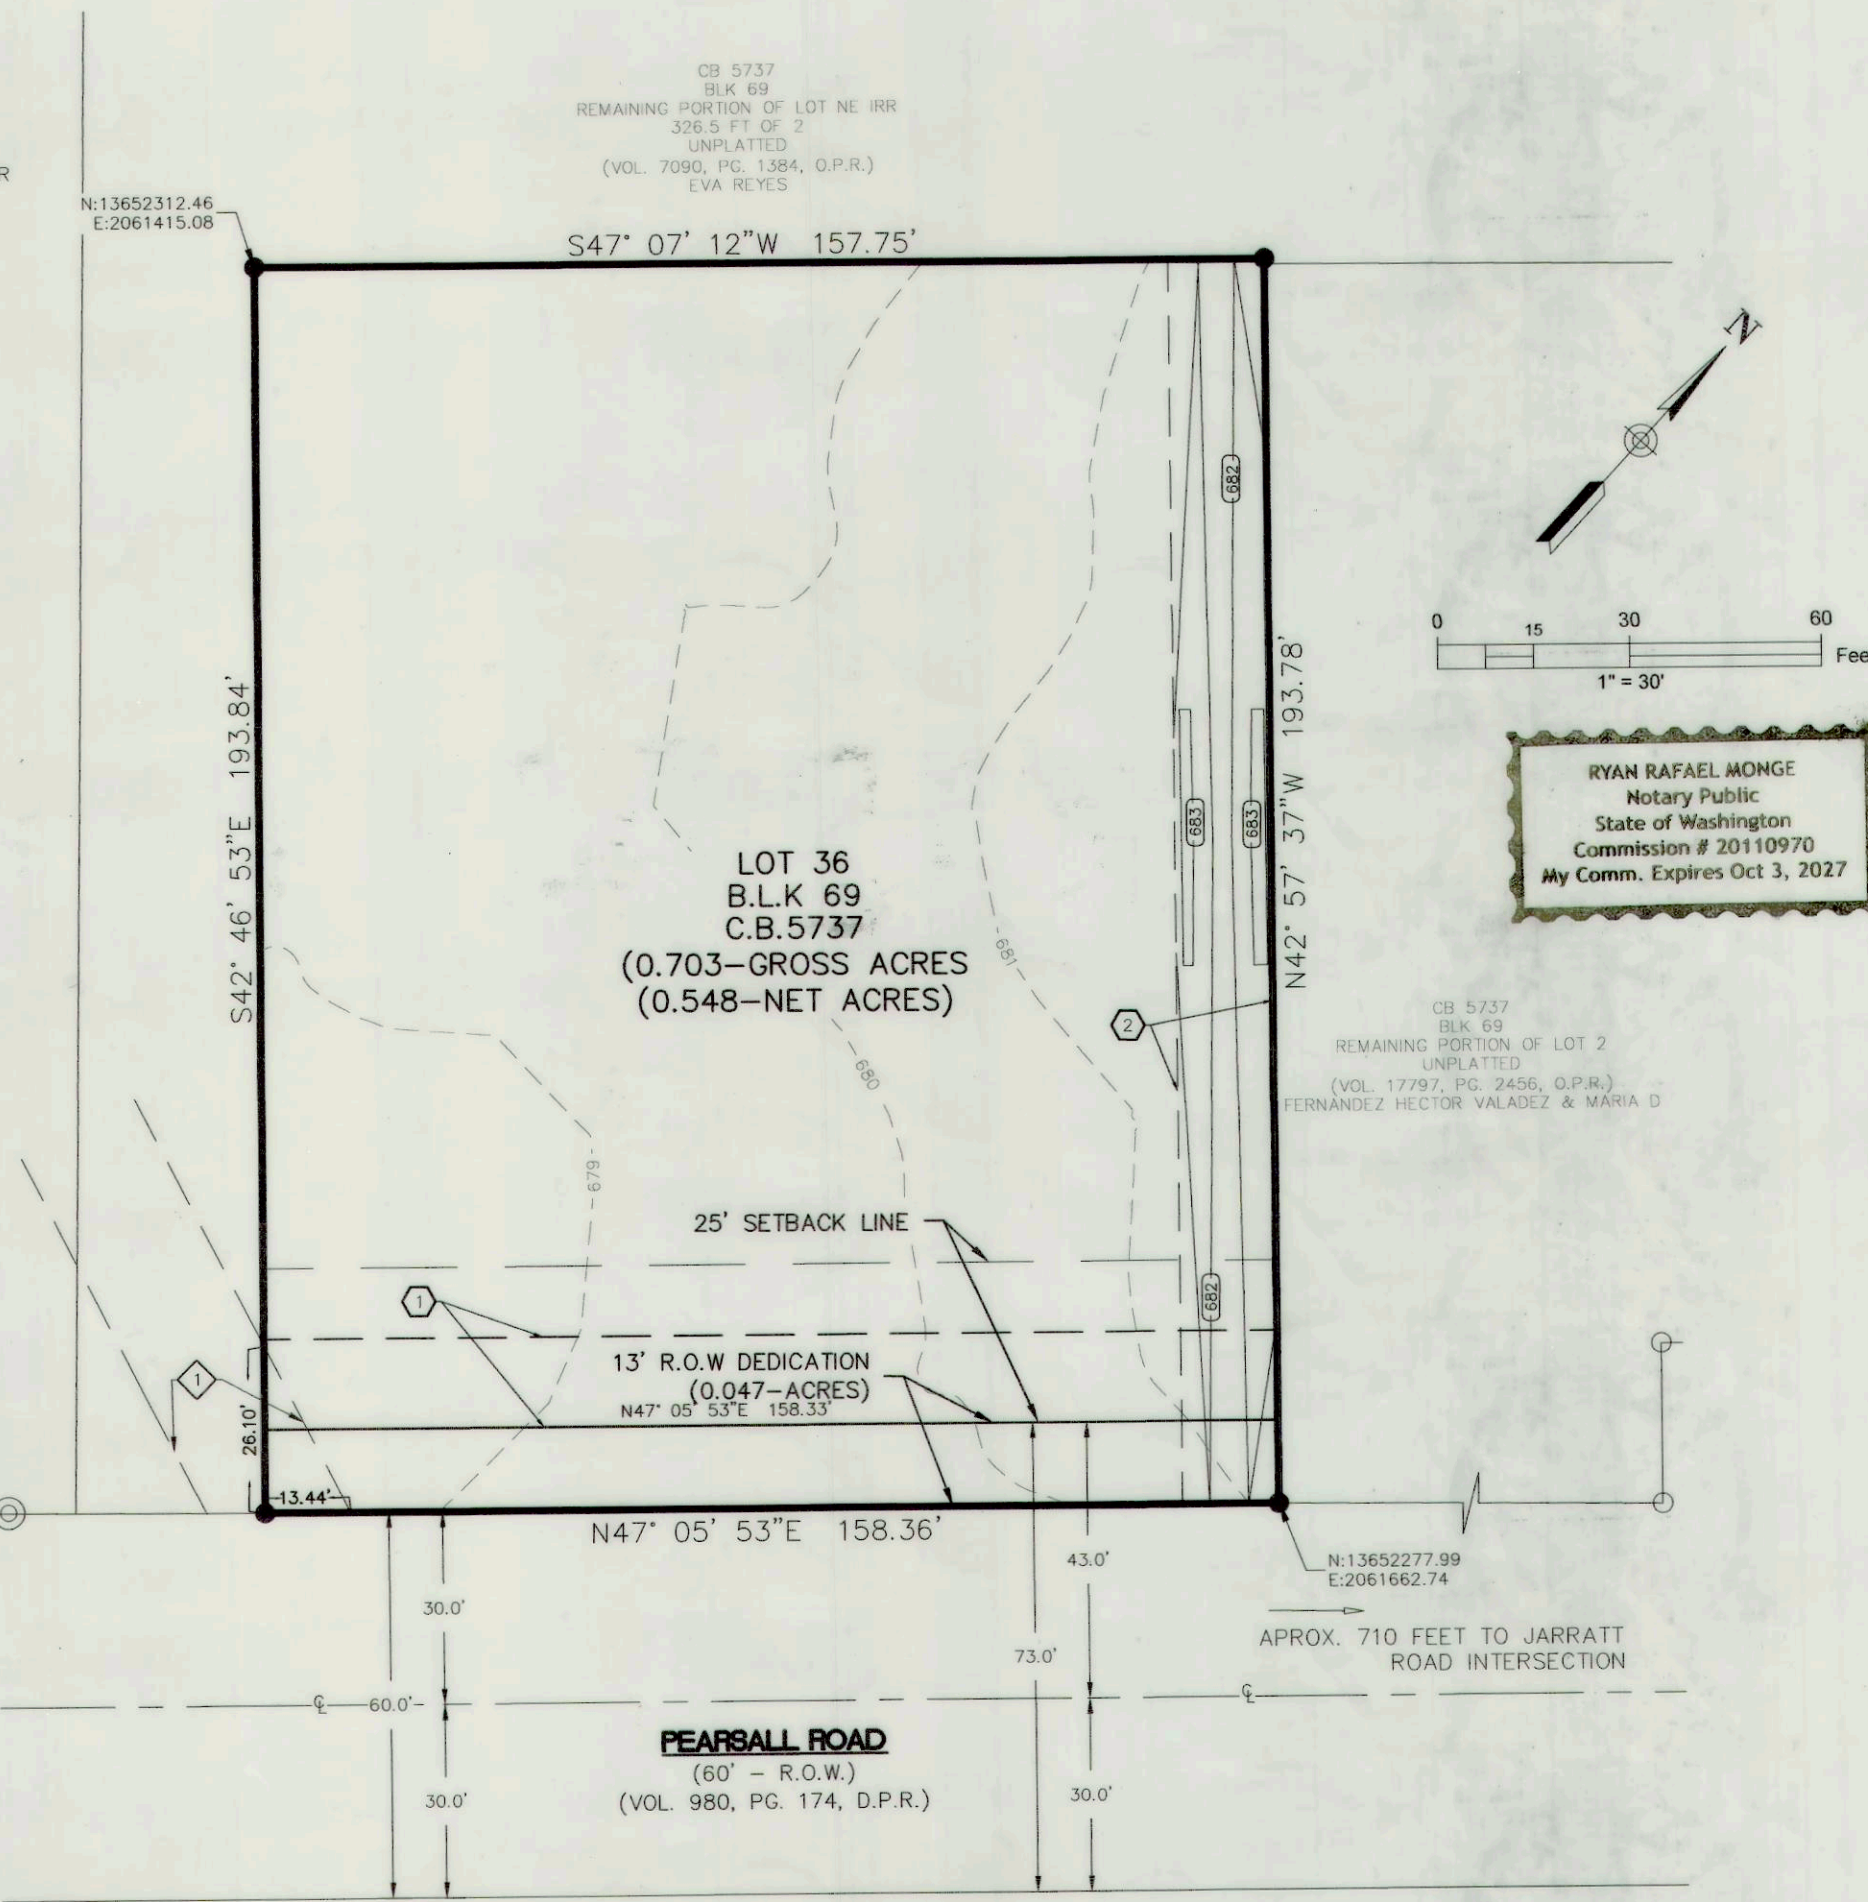 CB 5737
BLK 69
REMAINING PORTION OF LOT NE IRR
326.5 FT OF 2
UNPLATTED
(VOL. 7090, PG. 1384, O.P.R.)
EVA REYES
R
N:13652312.46
E:2061415.08
S47° 07' 12"W 157.75'
N
682
0 15 30 60
Fee
1" = 30'
S42° 46' 53"E 193.84'
N42° 57' 37"W 193.78'
RYAN RAFAEL MONGE
Notary Public
State of Washington
Commission # 20110970
My Comm. Expires Oct 3, 2027
683
683
LOT 36
B.L.K 69
C.B.5737
(0.703-GROSS ACRES
(0.548-NET ACRES)
681
2
CB 5737
BLK 69
REMAINING PORTION OF LOT 2
UNPLATTED
(VOL. 17797, PG. 2456, O.P.R.)
FERNANDEZ HECTOR VALADEZ & MARIA D
680
679
25' SETBACK LINE
1
682
13' R.O.W DEDICATION
(0.047-ACRES)
N47° 05' 53"E 158.33'
1
26.10'
13.44'
N47° 05' 53"E 158.36'
43.0'
N:13652277.99
E:2061662.74
30.0'
73.0'
APROX. 710 FEET TO JARRATT
ROAD INTERSECTION
℄
60.0'
℄
PEARSALL ROAD
(60' - R.O.W.)
(VOL. 980, PG. 174, D.P.R.)
30.0'
30.0'